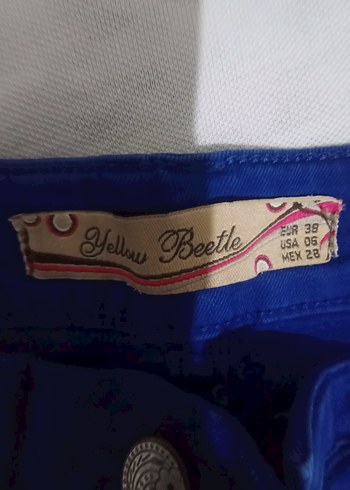 Yellow Beetle
EUR 38
USA 06
MEX 28